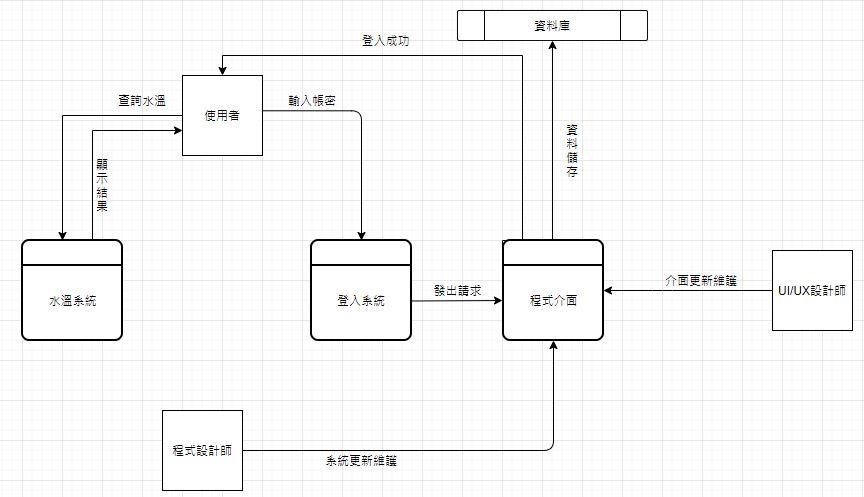 資料庫
登入成功
查詢水溫
使用者
輸入帳密
資料儲存
顯示結果
水溫系統
登入系統
發出請求
程式介面
介面更新維護
UI/UX設計師
程式設計師
系統更新維護